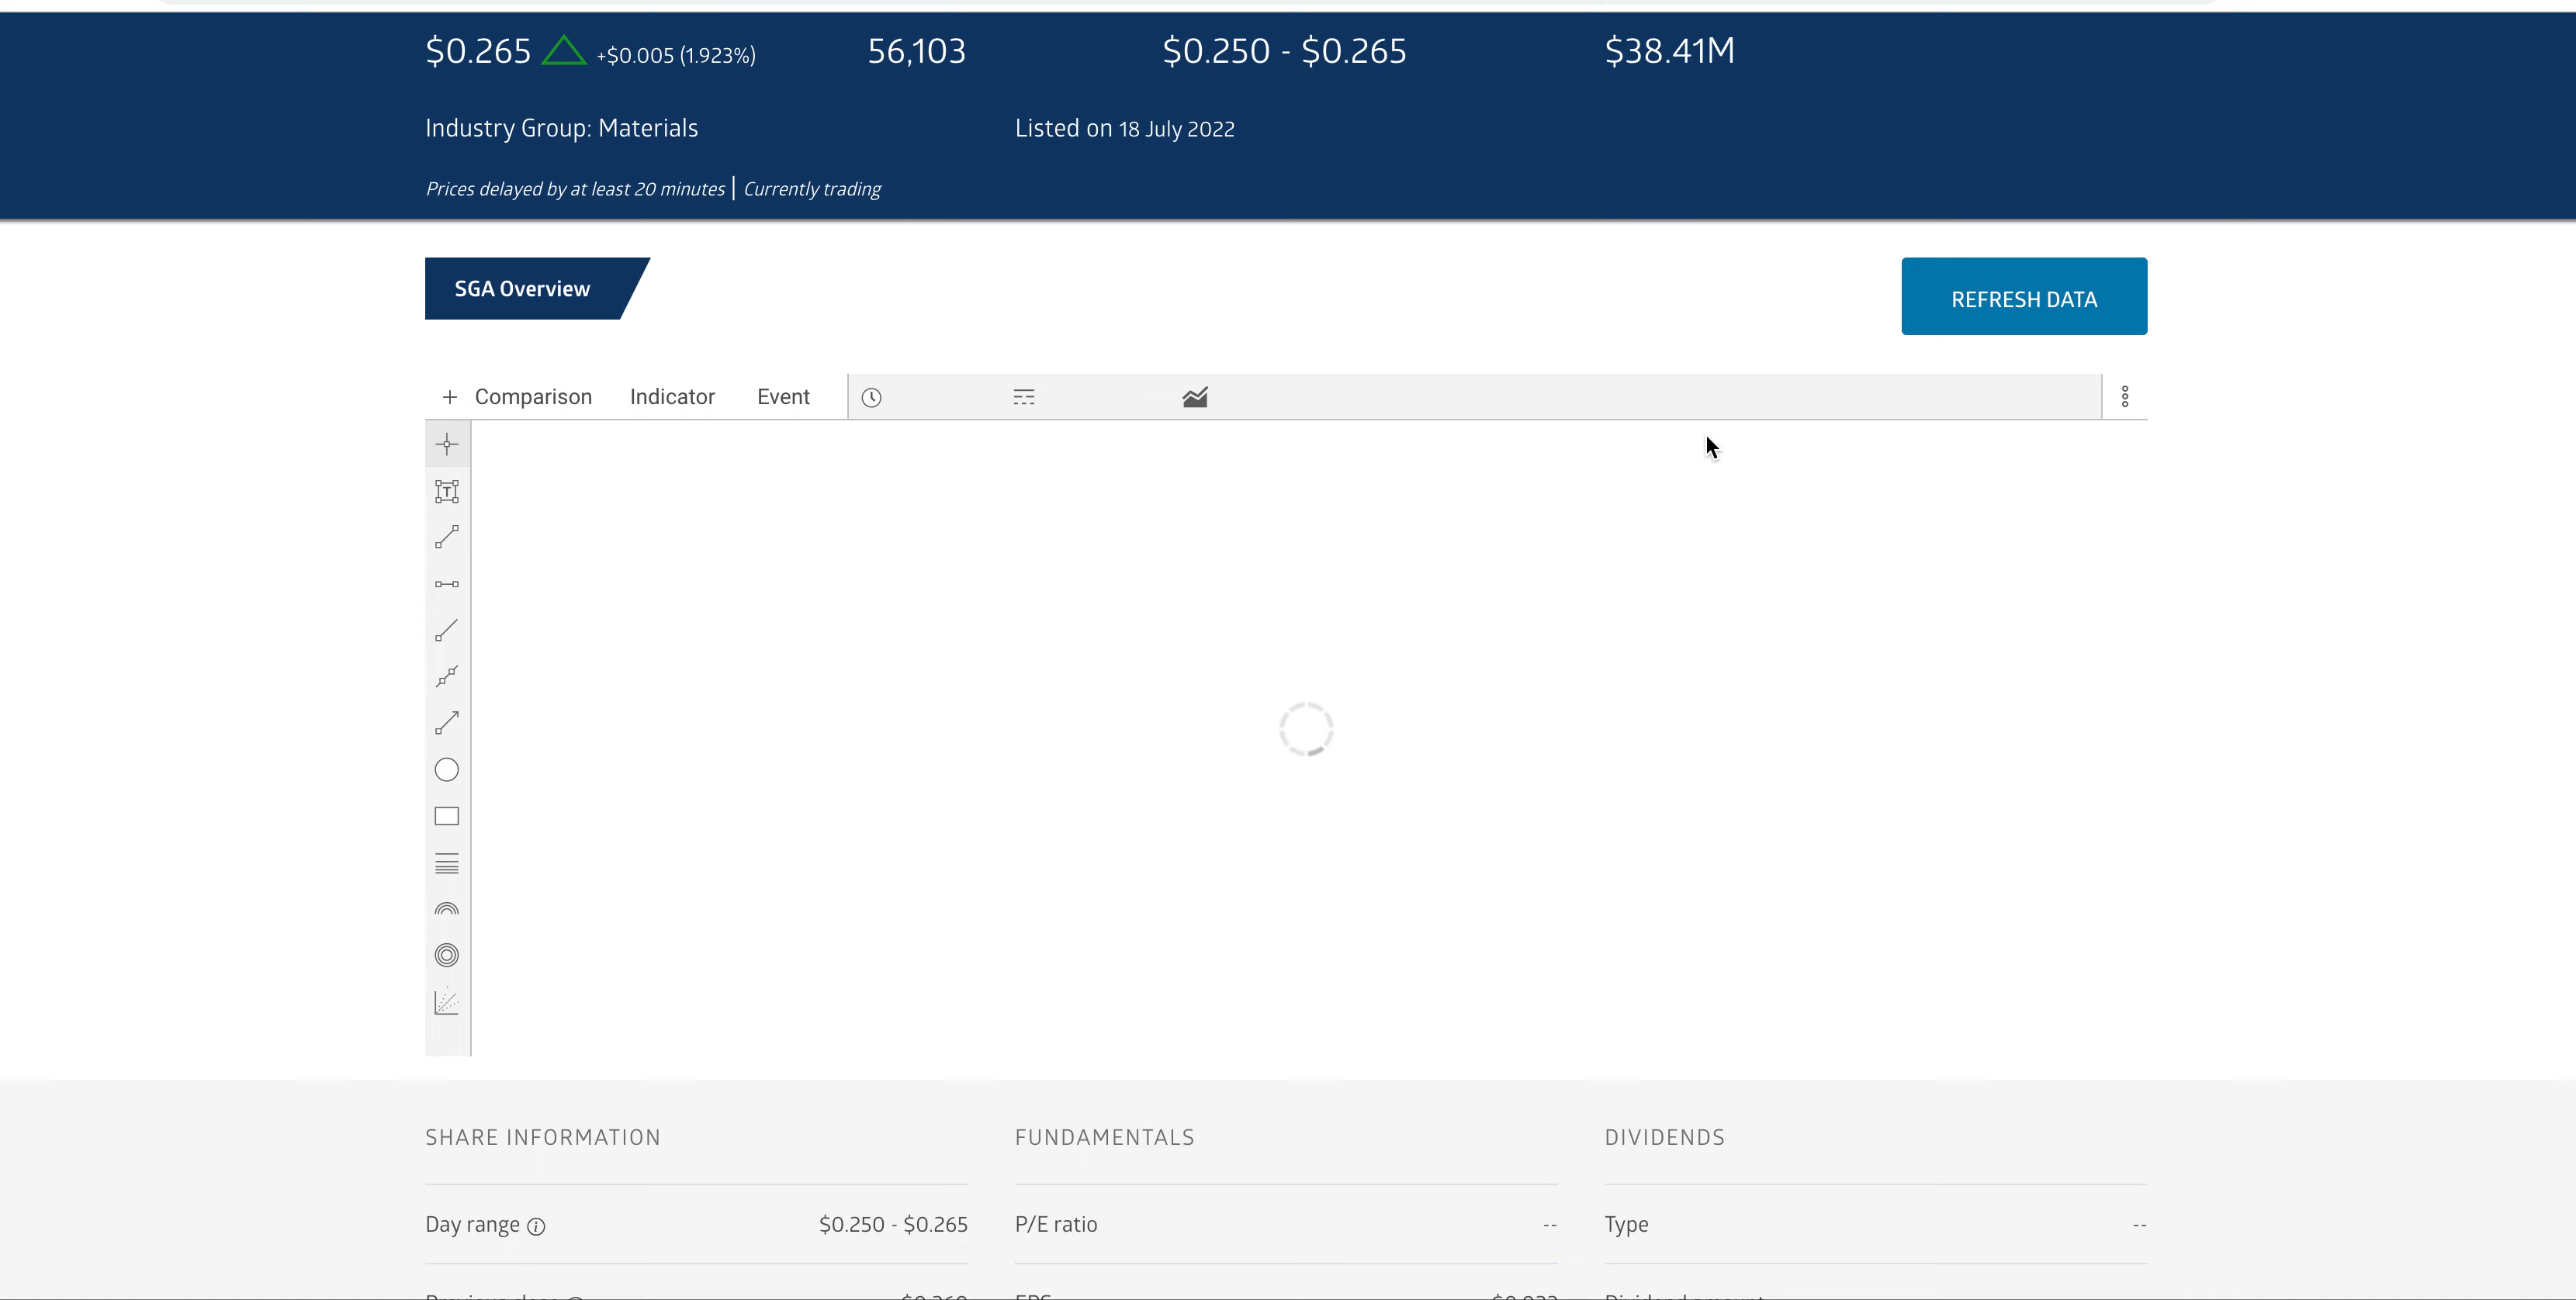 $0.265 +$0.005 (1.923%) 56,103 $0.250 - $0.265 $38.41M
Industry Group: Materials Listed on 18 July 2022
Prices delayed by at least 20 minutes | Currently trading
SGA Overview
REFRESH DATA
+ Comparison Indicator Event
T
SHARE INFORMATION FUNDAMENTALS DIVIDENDS
Day range $0.250 - $0.265 P/E ratio -- Type --